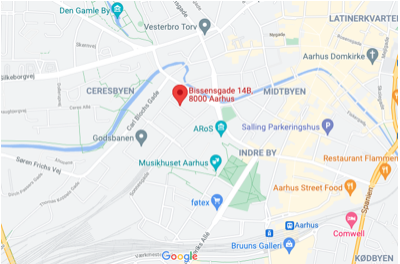 Den Gamle By
Vesterbro Torv
LATINERKVARTER
Silkeborgvej
Aarhus Domkirke
CERESBYEN
Bissensgade 14B,
8000 Aarhus
MIDTBYEN
Carl Blochs Gade
Godsbanen
ARoS
Salling Parkeringshus
Søren Frichs Vej
Musikhuset Aarhus
INDRE BY
Restaurant Flammen
Aarhus Street Food
føtex
Spanien
Aarhus
Comwell
Bruuns Galleri
Google
KØDBYEN